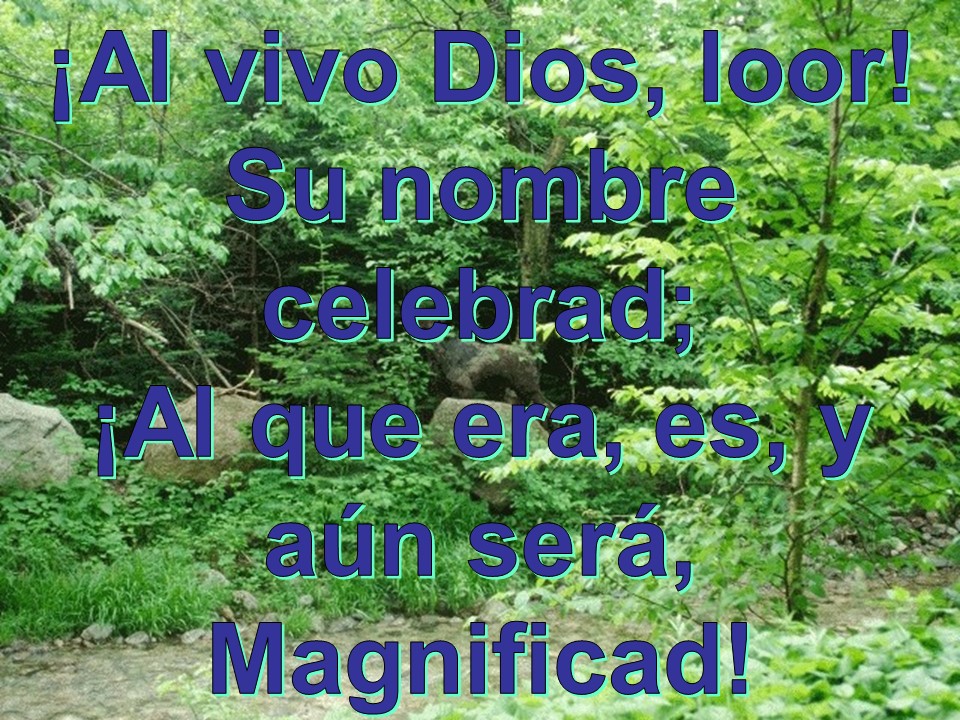 ¡Al vivo Dios, loor!
Su nombre
celebrad;
¡Al que era, es, y
aún será,
Magnificad!